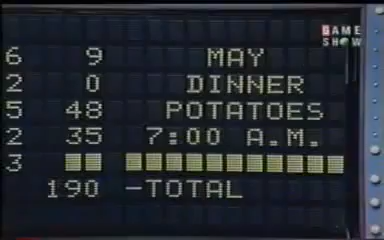 GAME
SHOW
6 9 MAY
2 0 DINNER
5 48 POTATOES
2 35 7:00 A.M.
3
190 -TOTAL